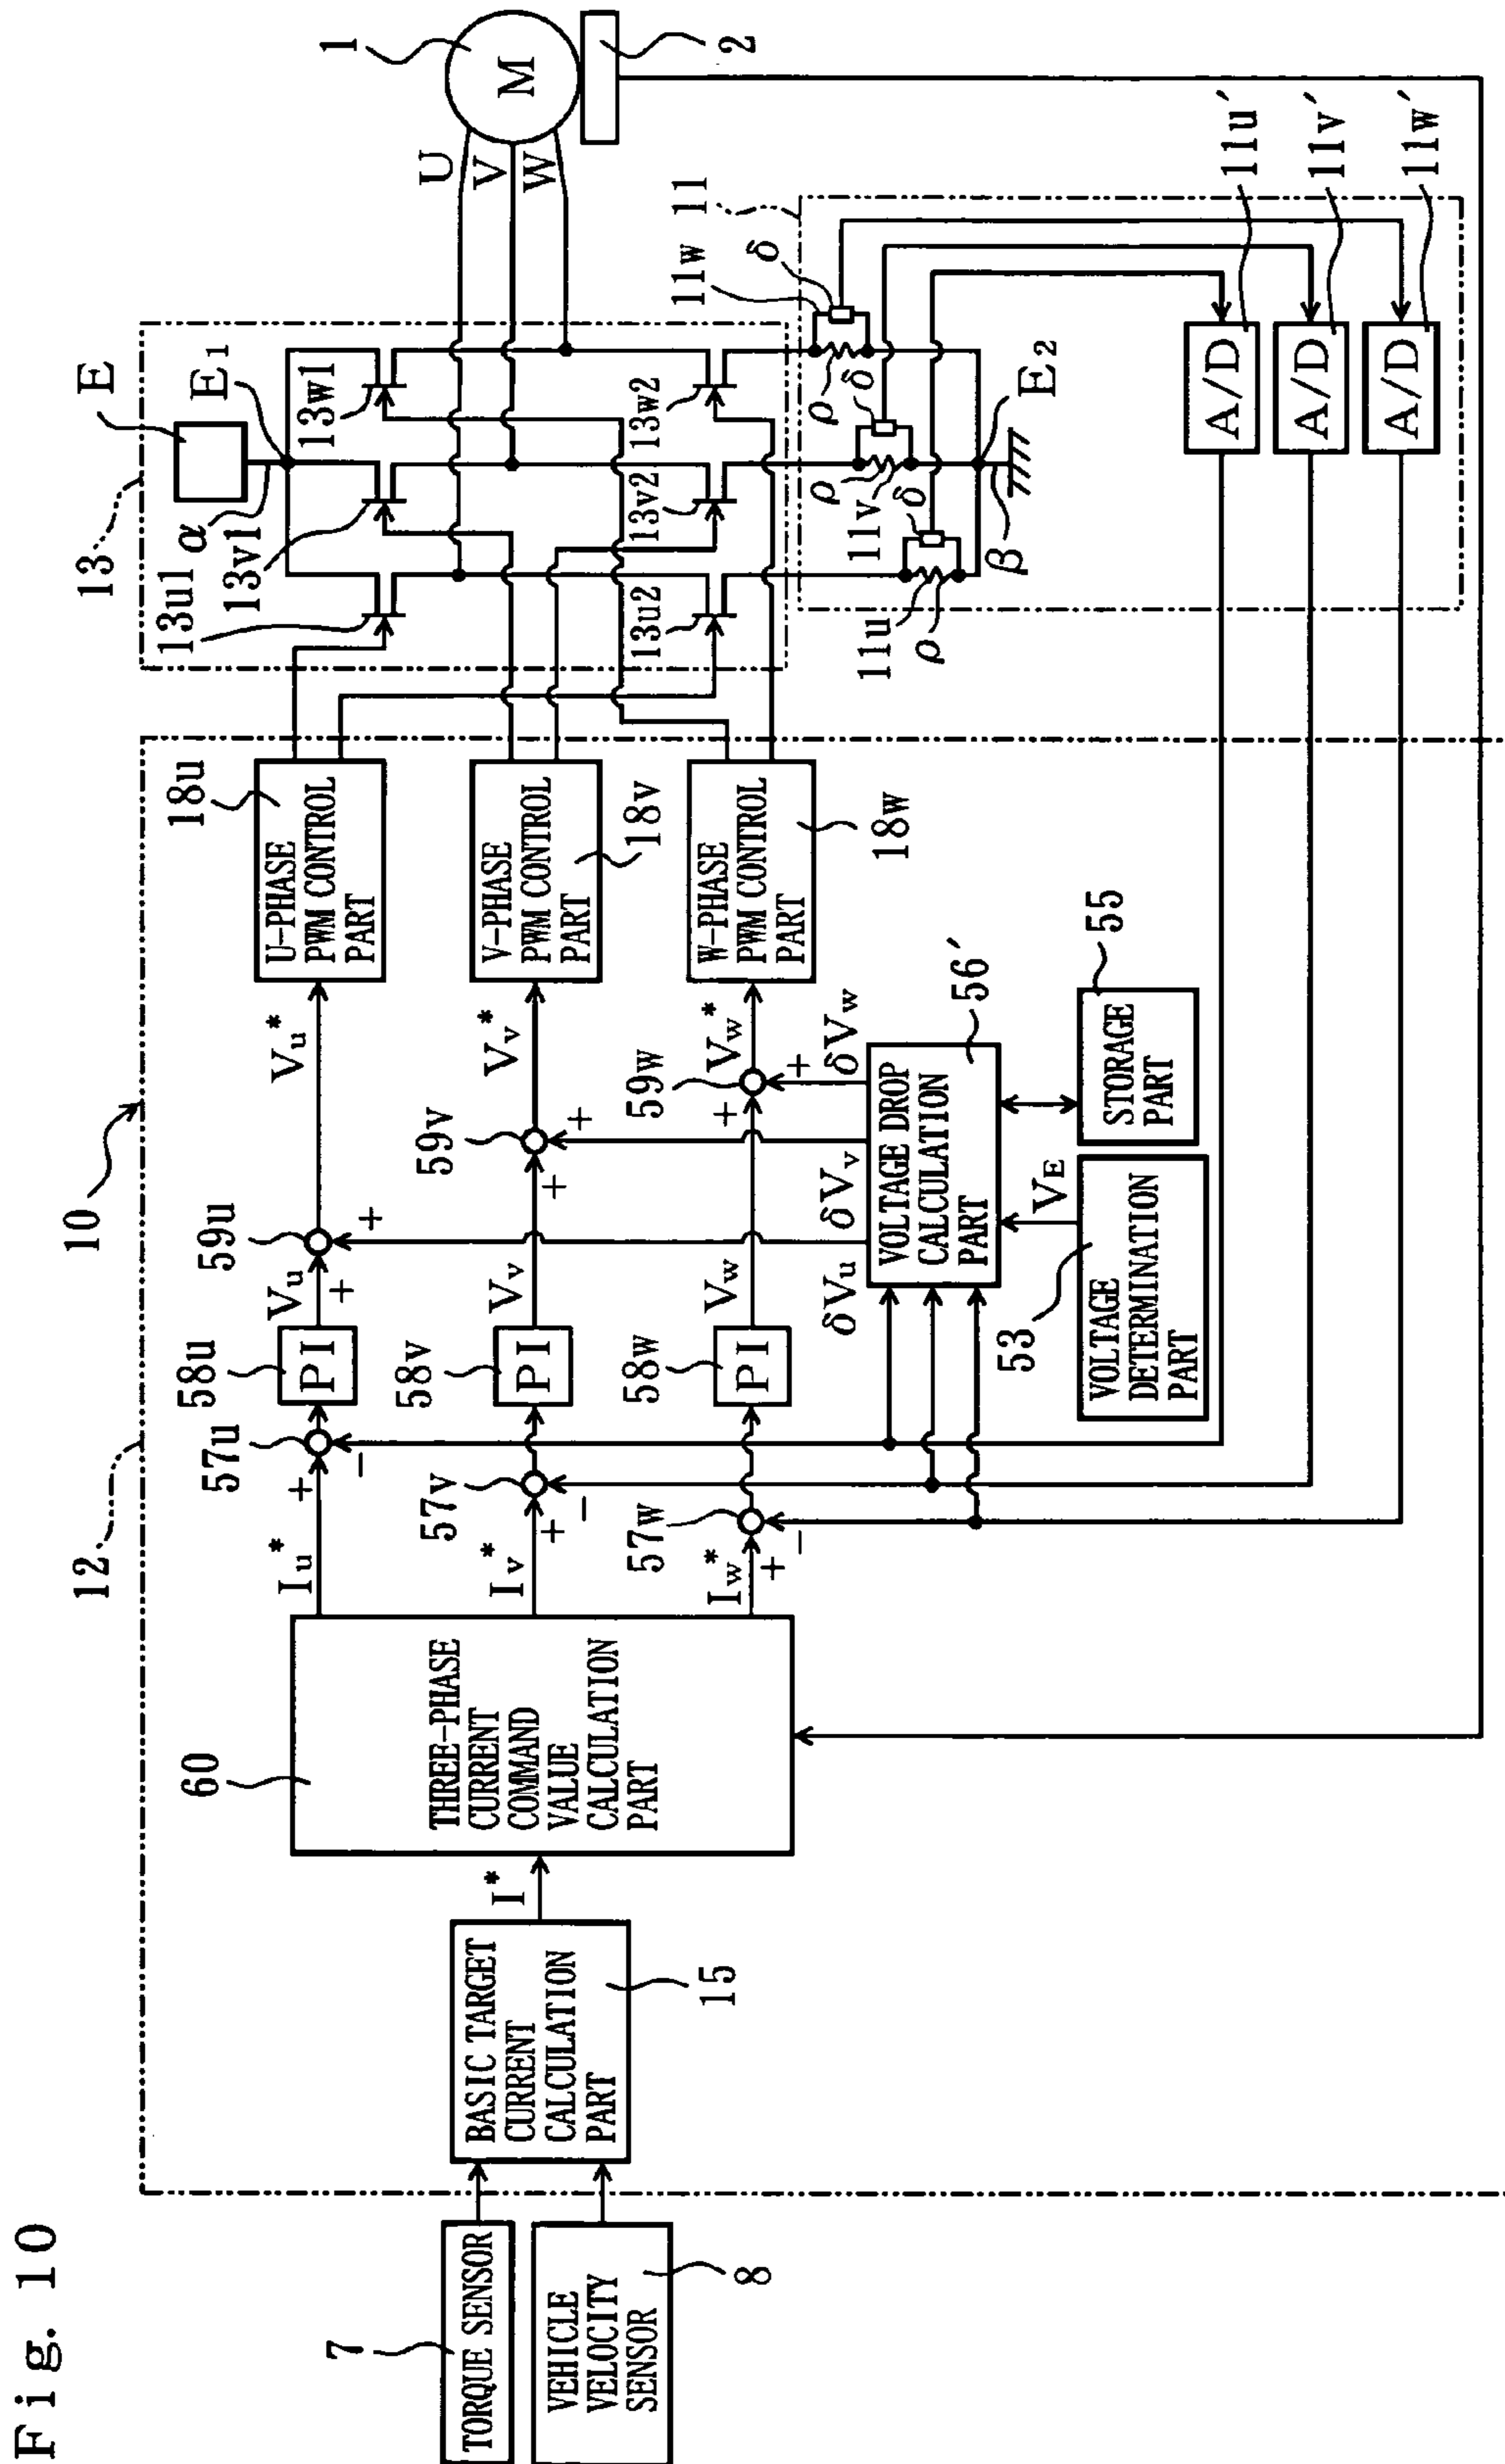 Fig. 10
10
12
13
E
E1
α
13u1
13v1
13w1
13u2
13v2
13w2
U
V
W
M
1
2
11
11u
11v
11w
ρ
ρ
ρ
δ
δ
δ
β
E2
A/D
A/D
A/D
11u′
11v′
11w′
7
TORQUE SENSOR
VEHICLE
VELOCITY
SENSOR
8
BASIC TARGET
CURRENT
CALCULATION
PART
15
I*
60
THREE-PHASE
CURRENT
COMMAND
VALUE
CALCULATION
PART
Iu*
Iv*
Iw*
+
−
+
−
+
−
57u
57v
57w
58u
PI
58v
PI
58w
PI
Vu
Vv
Vw
+
+
+
+
+
+
59u
59v
59w
Vu*
Vv*
Vw*
δVu
δVv
δVw
VOLTAGE DROP
CALCULATION
PART
56′
VE
53
VOLTAGE
DETERMINATION
PART
STORAGE
PART
55
18u
U-PHASE
PWM CONTROL
PART
V-PHASE
PWM CONTROL
PART
18v
W-PHASE
PWM CONTROL
PART
18w